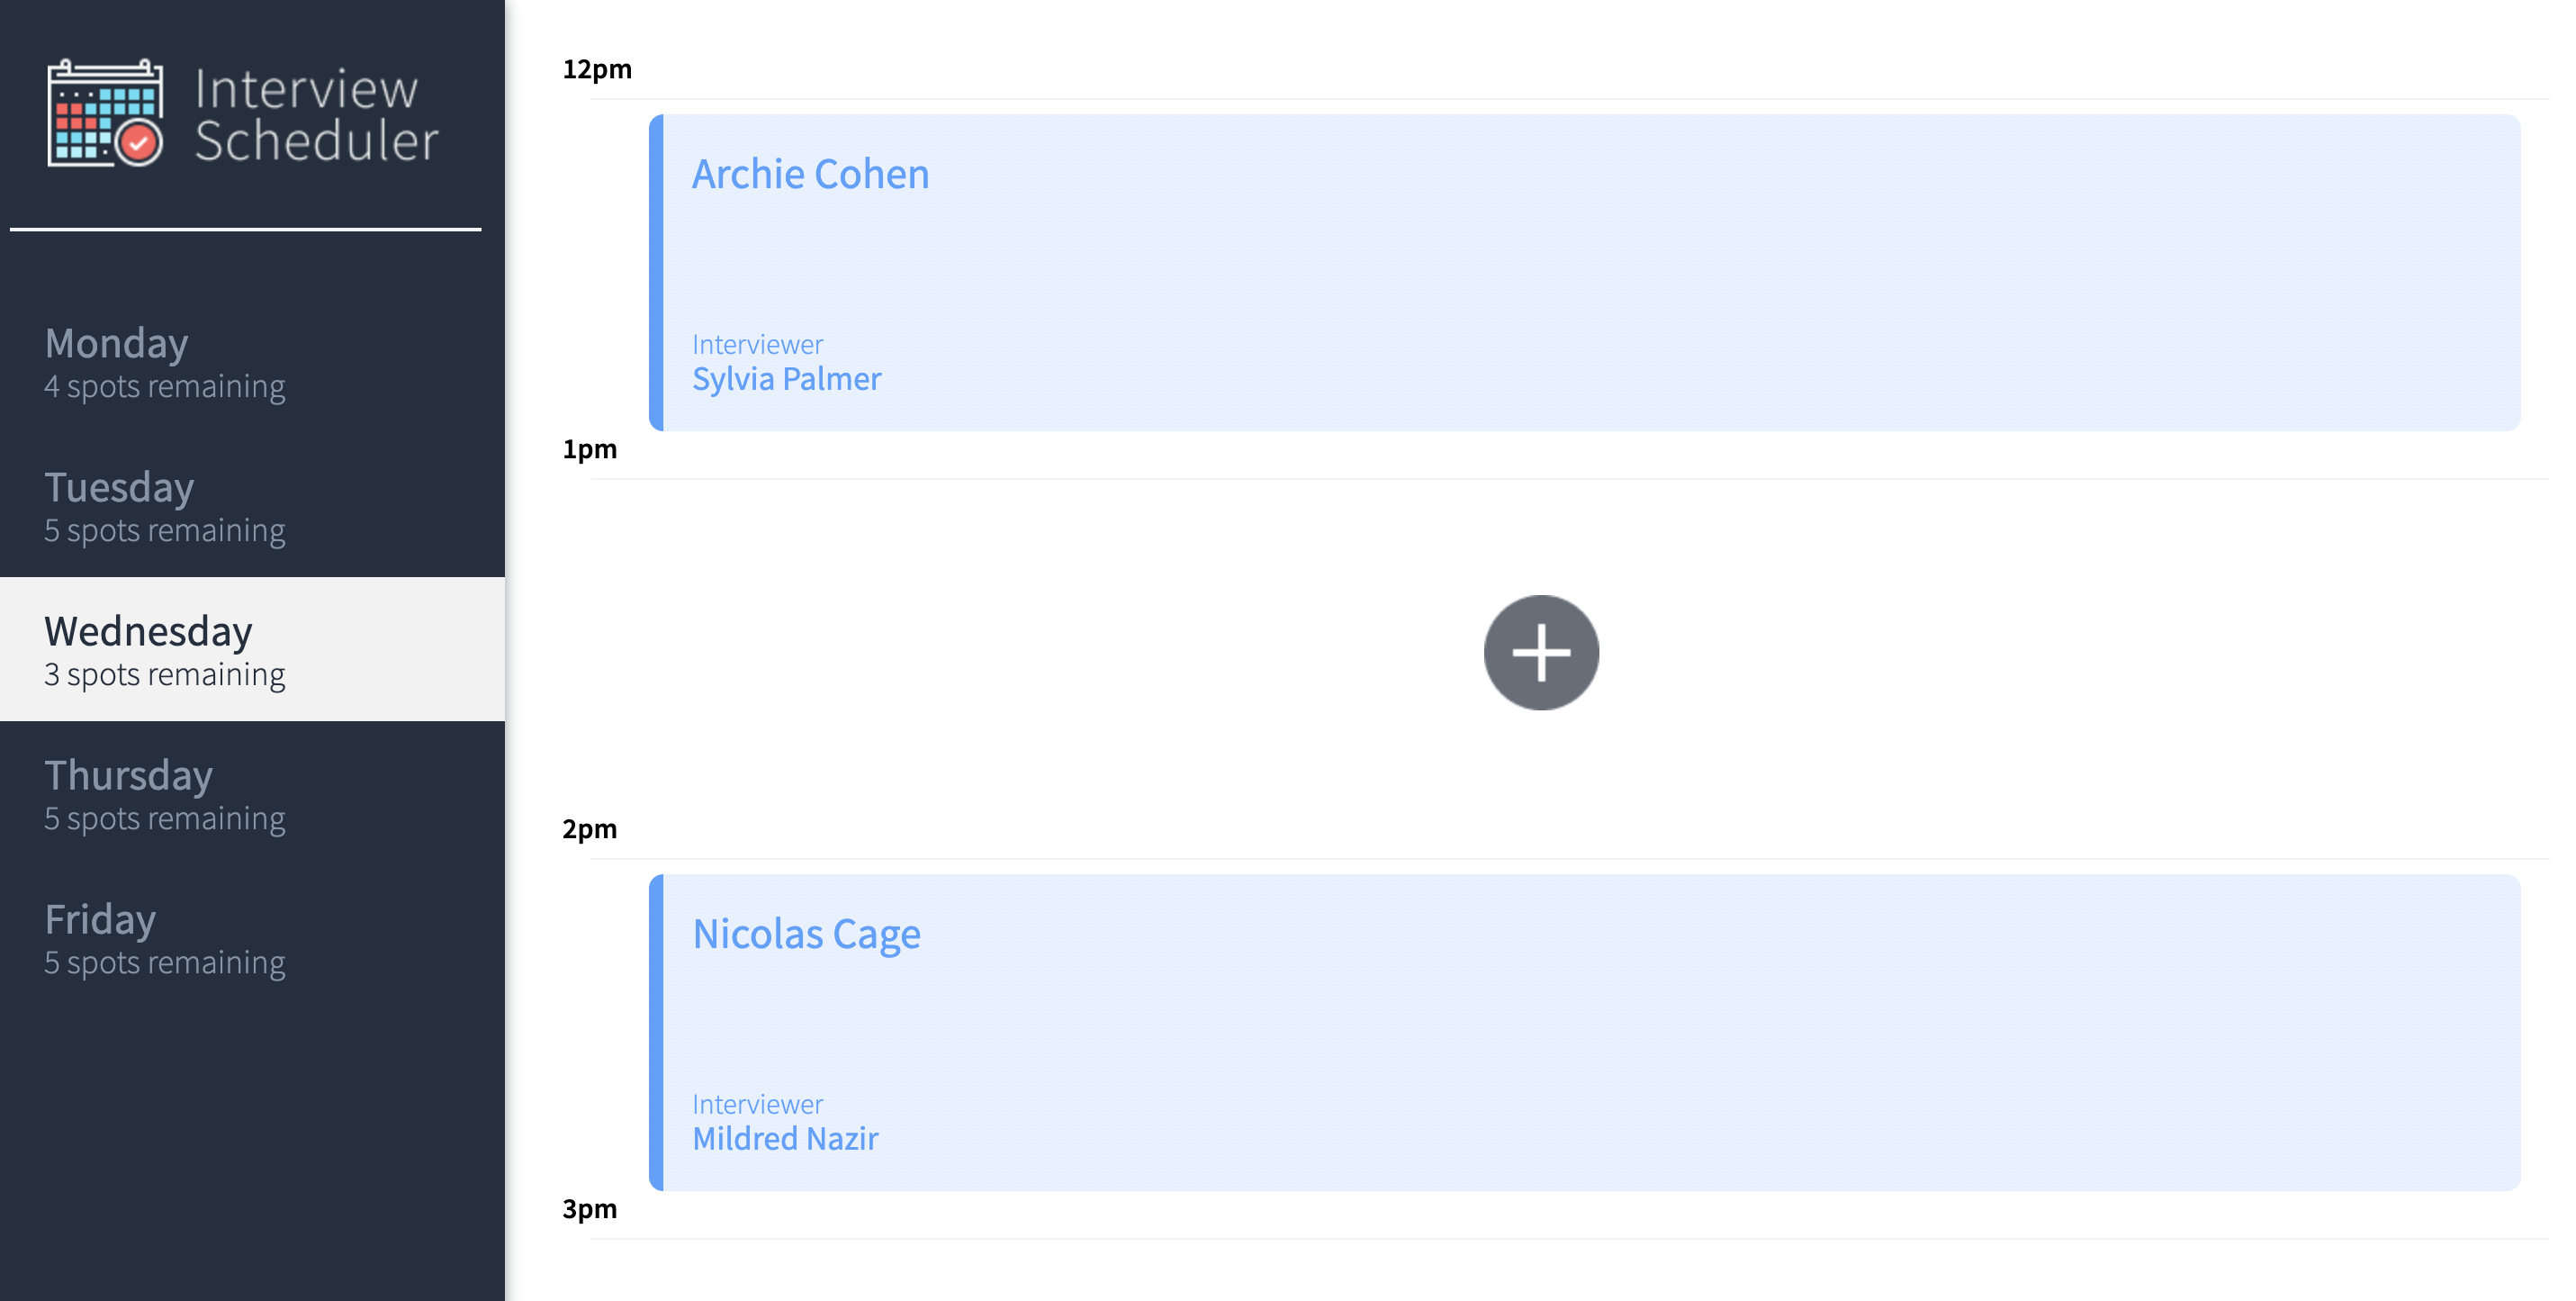 Interview
Scheduler
Monday
4 spots remaining
Tuesday
5 spots remaining
Wednesday
3 spots remaining
Thursday
5 spots remaining
Friday
5 spots remaining
12pm
Archie Cohen
Interviewer
Sylvia Palmer
1pm
2pm
Nicolas Cage
Interviewer
Mildred Nazir
3pm